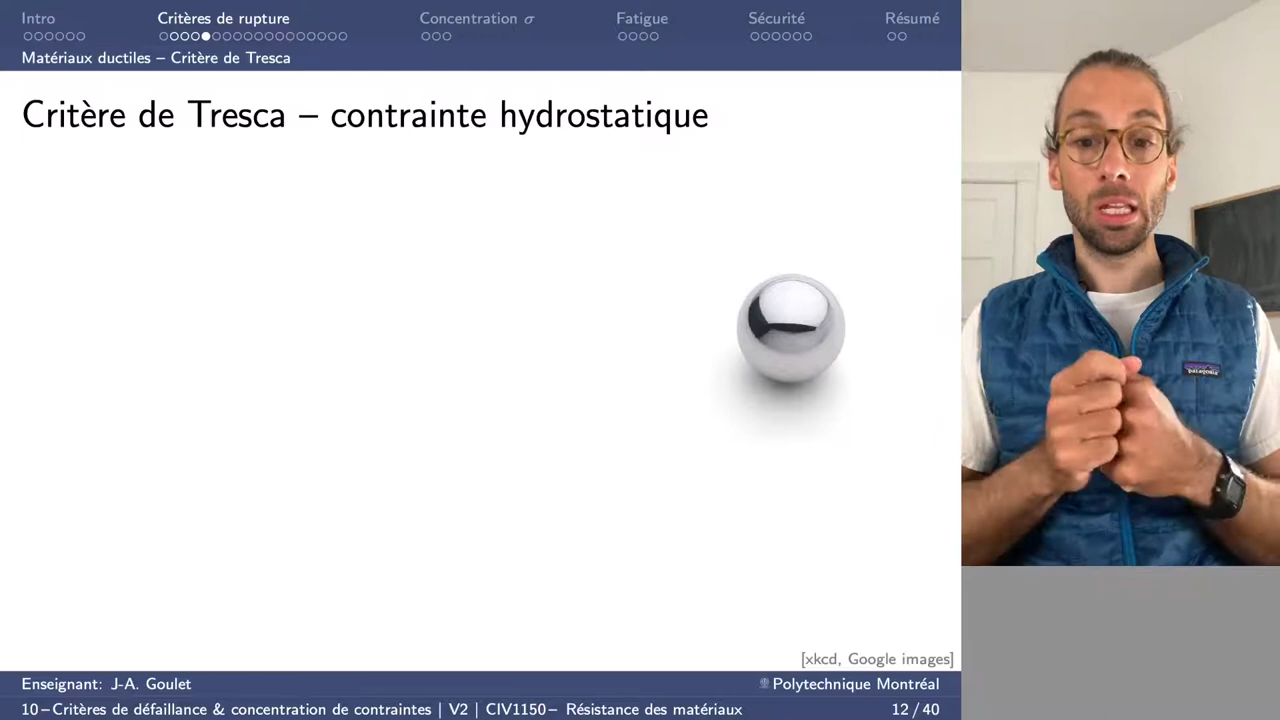 Intro Critères de rupture Concentration σ Fatigue Sécurité Résumé
Matériaux ductiles – Critère de Tresca
Critère de Tresca – contrainte hydrostatique
patagonia
[xkcd, Google images]
Enseignant: J-A. Goulet Polytechnique Montréal
10 – Critères de défaillance & concentration de contraintes | V2 | CIV1150 – Résistance des matériaux 12 / 40